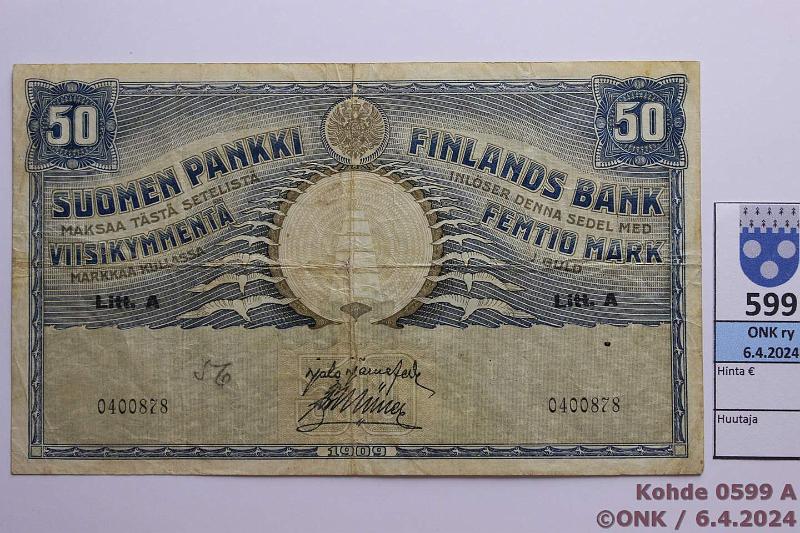 50
50
SUOMEN PANKKI
MAKSAA TÄSTÄ SETELISTÄ
VIISIKYMMENTÄ
MARKKAA KULLASSA
Litt. A
FINLANDS BANK
INLÖSER DENNA SEDEL MED
FEMTIO MARK
I GULD
Litt. A
0400878
0400878
1909
599
ONK ry
6.4.2024
Hinta €
Huutaja
Kohde 0599 A
©ONK / 6.4.2024